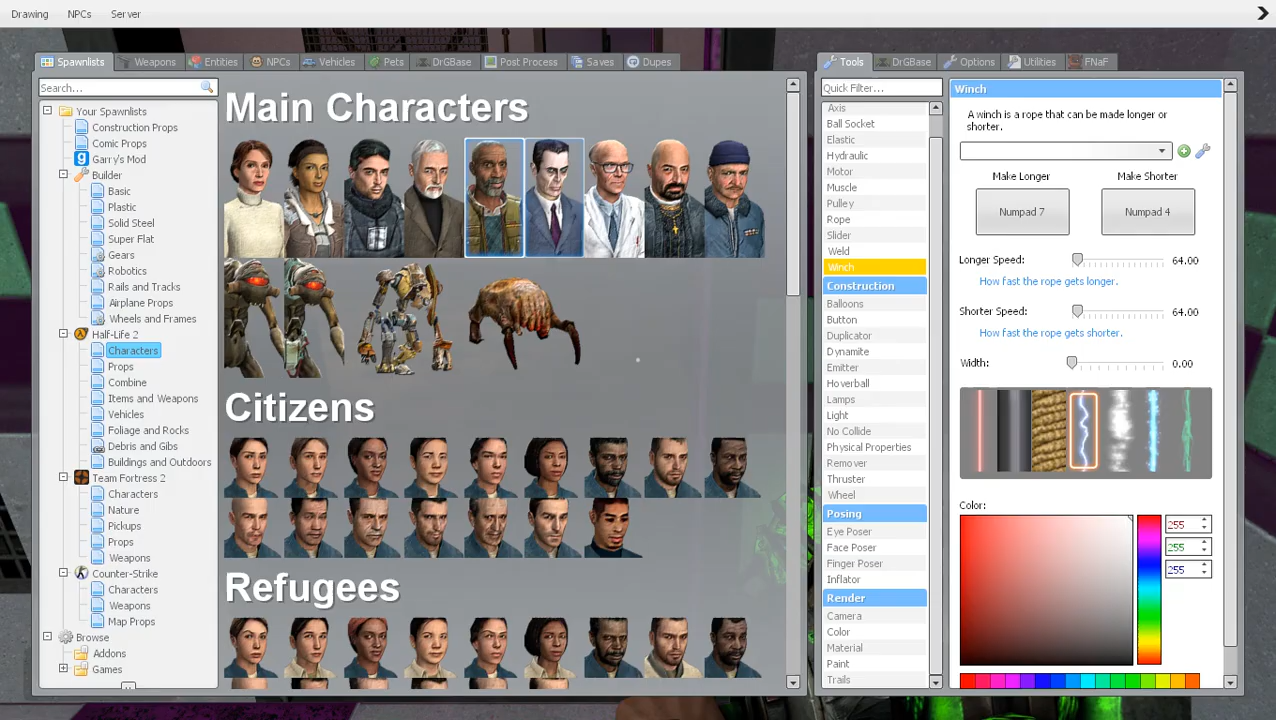 Drawing NPCs Server
Spawnlists Weapons Entities NPCs Vehicles Pets DrGBase Post Process Saves Dupes
Search...
Your Spawnlists
Construction Props
Comic Props
Garry's Mod
Builder
Basic
Plastic
Solid Steel
Super Flat
Gears
Robotics
Rails and Tracks
Airplane Props
Wheels and Frames
Half-Life 2
Characters
Props
Combine
Items and Weapons
Vehicles
Foliage and Rocks
Debris and Gibs
Buildings and Outdoors
Team Fortress 2
Characters
Nature
Pickups
Props
Weapons
Counter-Strike
Characters
Weapons
Map Props
Browse
Addons
Games
Main Characters
Citizens
Refugees
Tools DrGBase Options Utilities FNaF
Quick Filter...
Axis
Ball Socket
Elastic
Hydraulic
Motor
Muscle
Pulley
Rope
Slider
Weld
Winch
Construction
Balloons
Button
Duplicator
Dynamite
Emitter
Hoverball
Lamps
Light
No Collide
Physical Properties
Remover
Thruster
Wheel
Posing
Eye Poser
Face Poser
Finger Poser
Inflator
Render
Camera
Color
Material
Paint
Trails
Winch
A winch is a rope that can be made longer or
shorter.
Make Longer Make Shorter
Numpad 7 Numpad 4
Longer Speed: 64.00
How fast the rope gets longer.
Shorter Speed: 64.00
How fast the rope gets shorter.
Width: 0.00
Color:
255
255
255